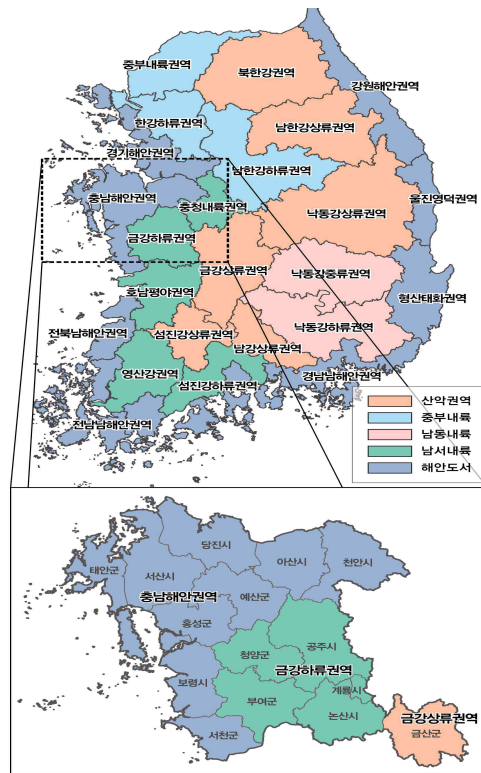 중부내륙권역
북한강권역
강원해안권역
한강하류권역
남한강상류권역
경기해안권역
남한강하류권역
충남해안권역
충청내륙권역
울진영덕권역
낙동강상류권역
금강하류권역
금강상류권역
낙동강중류권역
호남평야권역
형산태화권역
전북남해안권역
섬진강상류권역
낙동강하류권역
남강상류권역
영산강권역
섬진강하류권역
경남남해안권역
전남남해안권역
산악권역
중부내륙
남동내륙
남서내륙
해안도서
당진시
아산시
천안시
태안군
서산시
예산군
충남해안권역
홍성군
공주시
청양군
금강하류권역
보령시
계룡시
부여군
논산시
서천군
금강상류권역
금산군